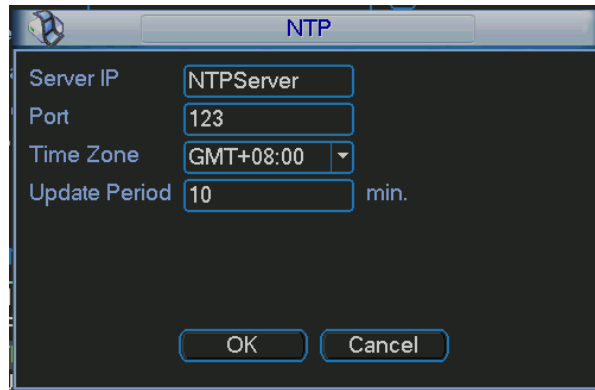 NTP
Server IP NTPServer
Port 123
Time Zone GMT+08:00
Update Period 10 min.
OK Cancel